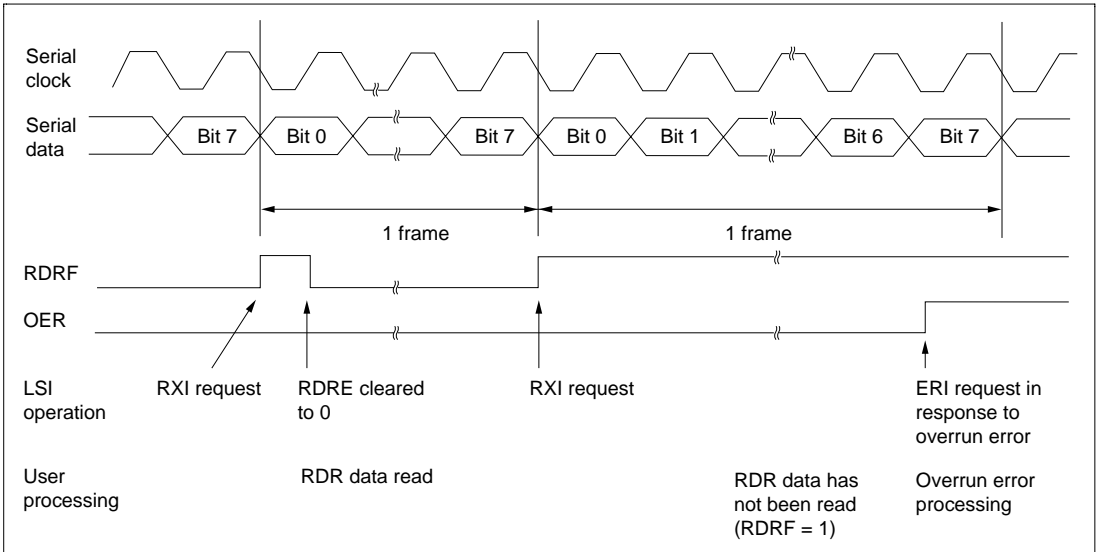 Serial
clock
Serial
data
Bit 7
Bit 0
Bit 7
Bit 0
Bit 1
Bit 6
Bit 7
1 frame
1 frame
RDRF
OER
LSI
operation
RXI request
RDRE cleared
to 0
RXI request
ERI request in
response to
overrun error
User
processing
RDR data read
RDR data has
not been read
(RDRF = 1)
Overrun error
processing